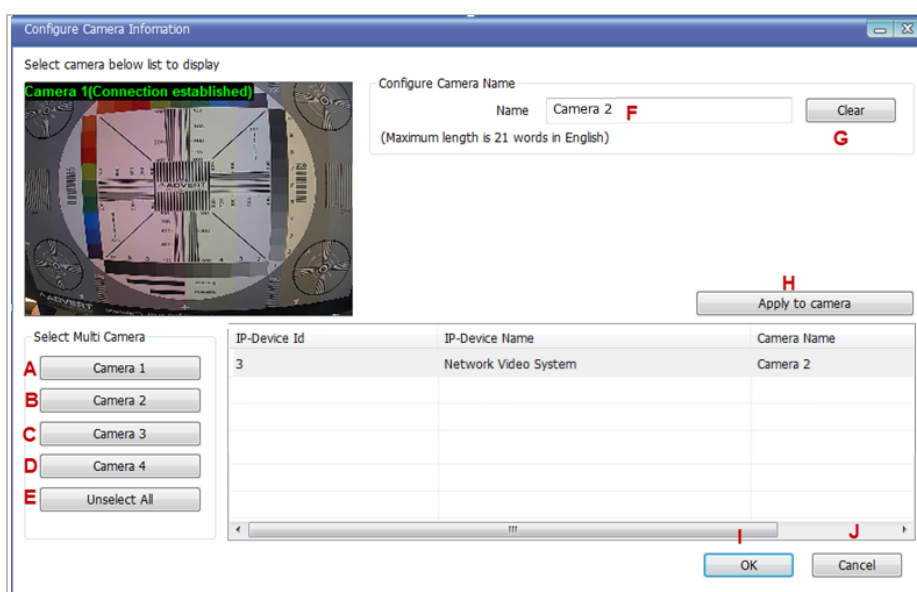 Configure Camera Infomation
Select camera below list to display
Camera 1(Connection established)
ADVERT
ADVERT
ADVERT
Configure Camera Name
Name Camera 2 F Clear
(Maximum length is 21 words in English) G
H
Apply to camera
Select Multi Camera
A Camera 1
B Camera 2
C Camera 3
D Camera 4
E Unselect All
IP-Device Id IP-Device Name Camera Name
3 Network Video System Camera 2
I J
OK Cancel